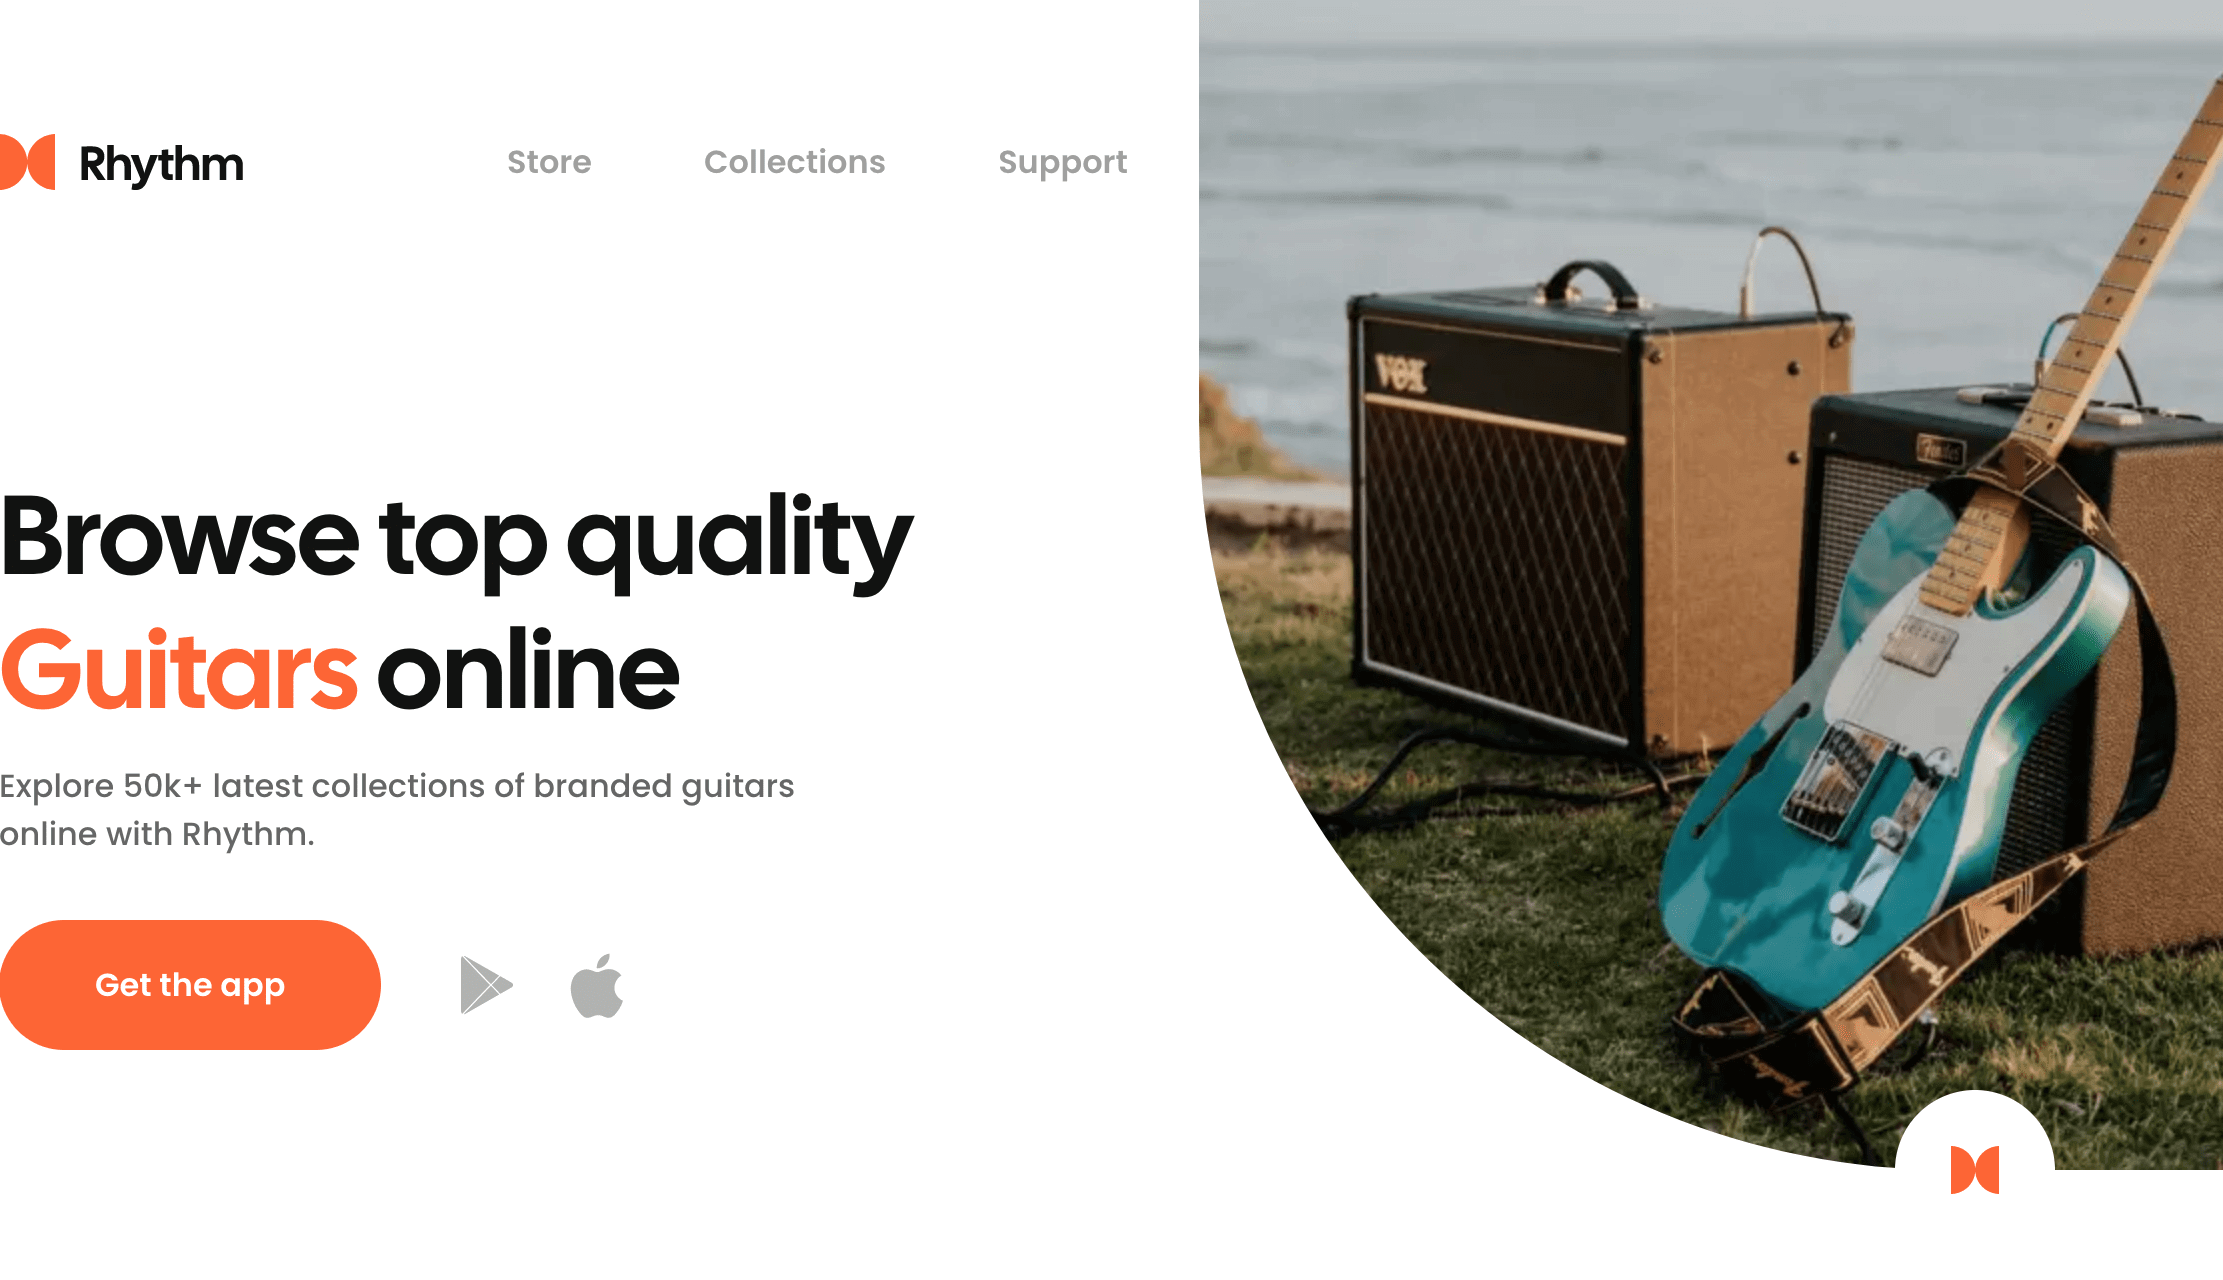 Rhythm
Store
Collections
Support
Browse top quality
Guitars online
Explore 50k+ latest collections of branded guitars
online with Rhythm.
Get the app
VOX
Fender
Fender